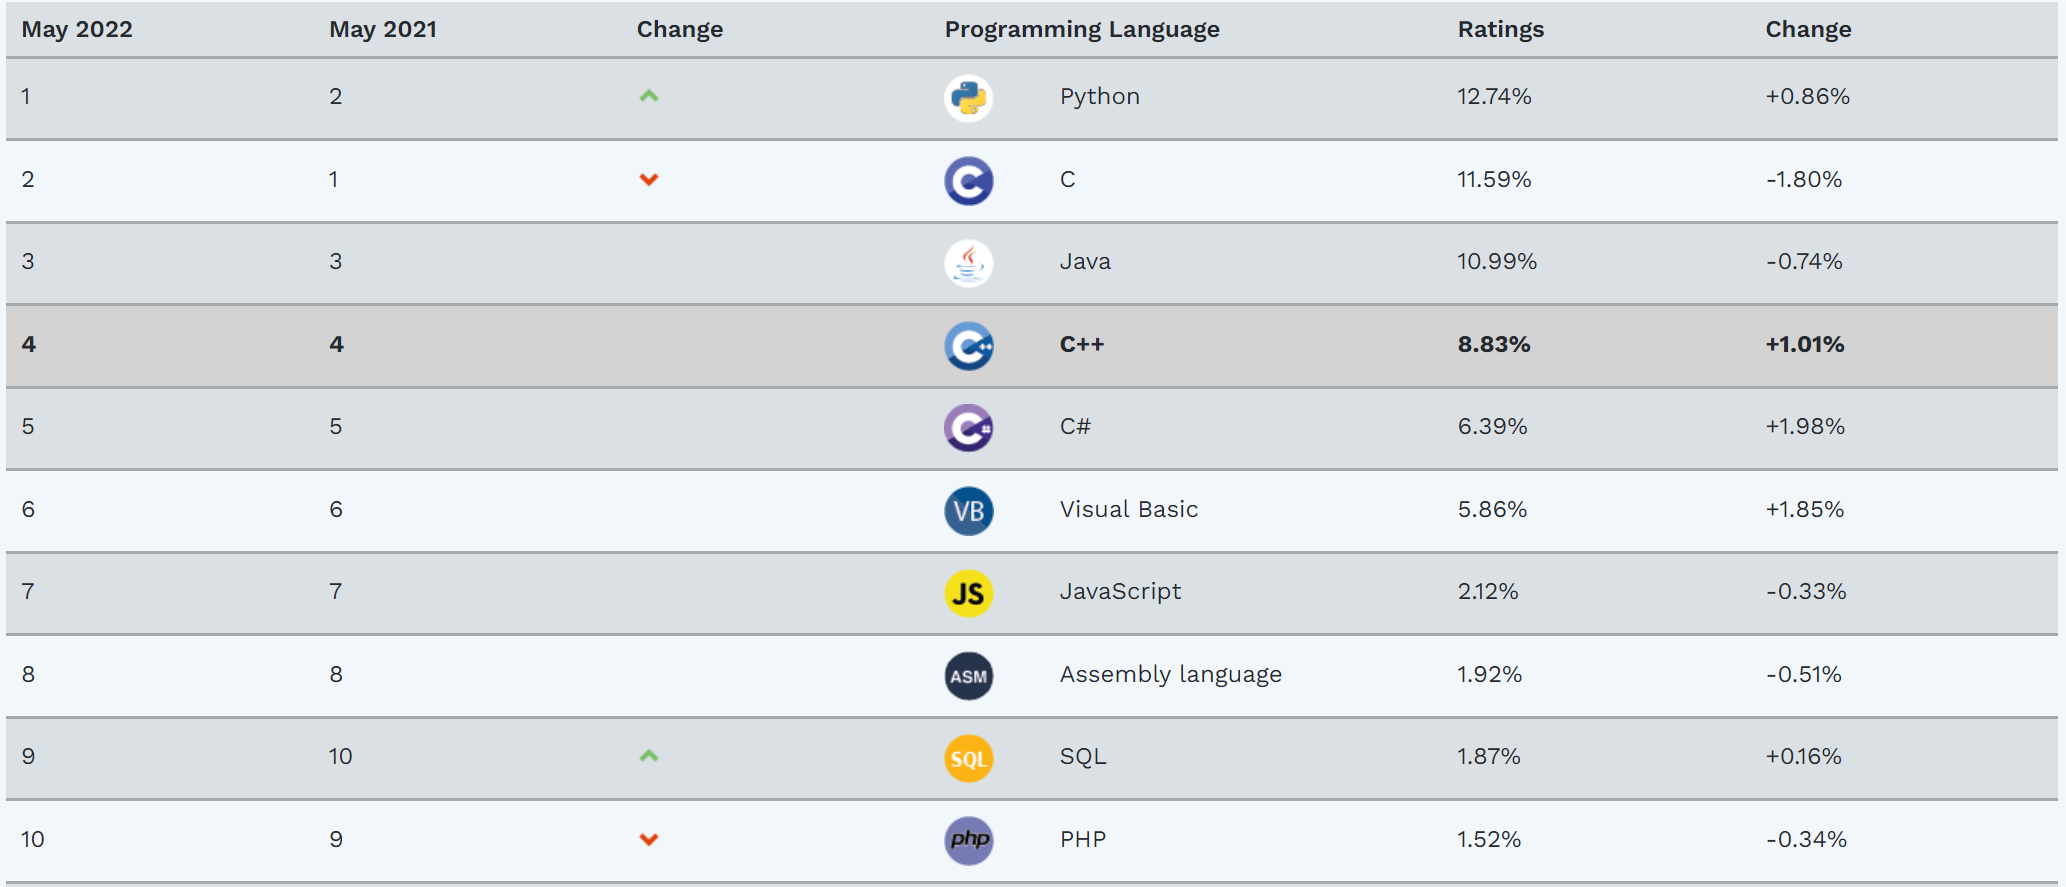 May 2022 May 2021 Change Programming Language Ratings Change
1 2 Python 12.74% +0.86%
2 1 C C 11.59% -1.80%
3 3 Java 10.99% -0.74%
4 4 C++ C++ 8.83% +1.01%
5 5 C# C# 6.39% +1.98%
6 6 VB Visual Basic 5.86% +1.85%
7 7 JS JavaScript 2.12% -0.33%
8 8 ASM Assembly language 1.92% -0.51%
9 10 SQL SQL 1.87% +0.16%
10 9 php PHP 1.52% -0.34%